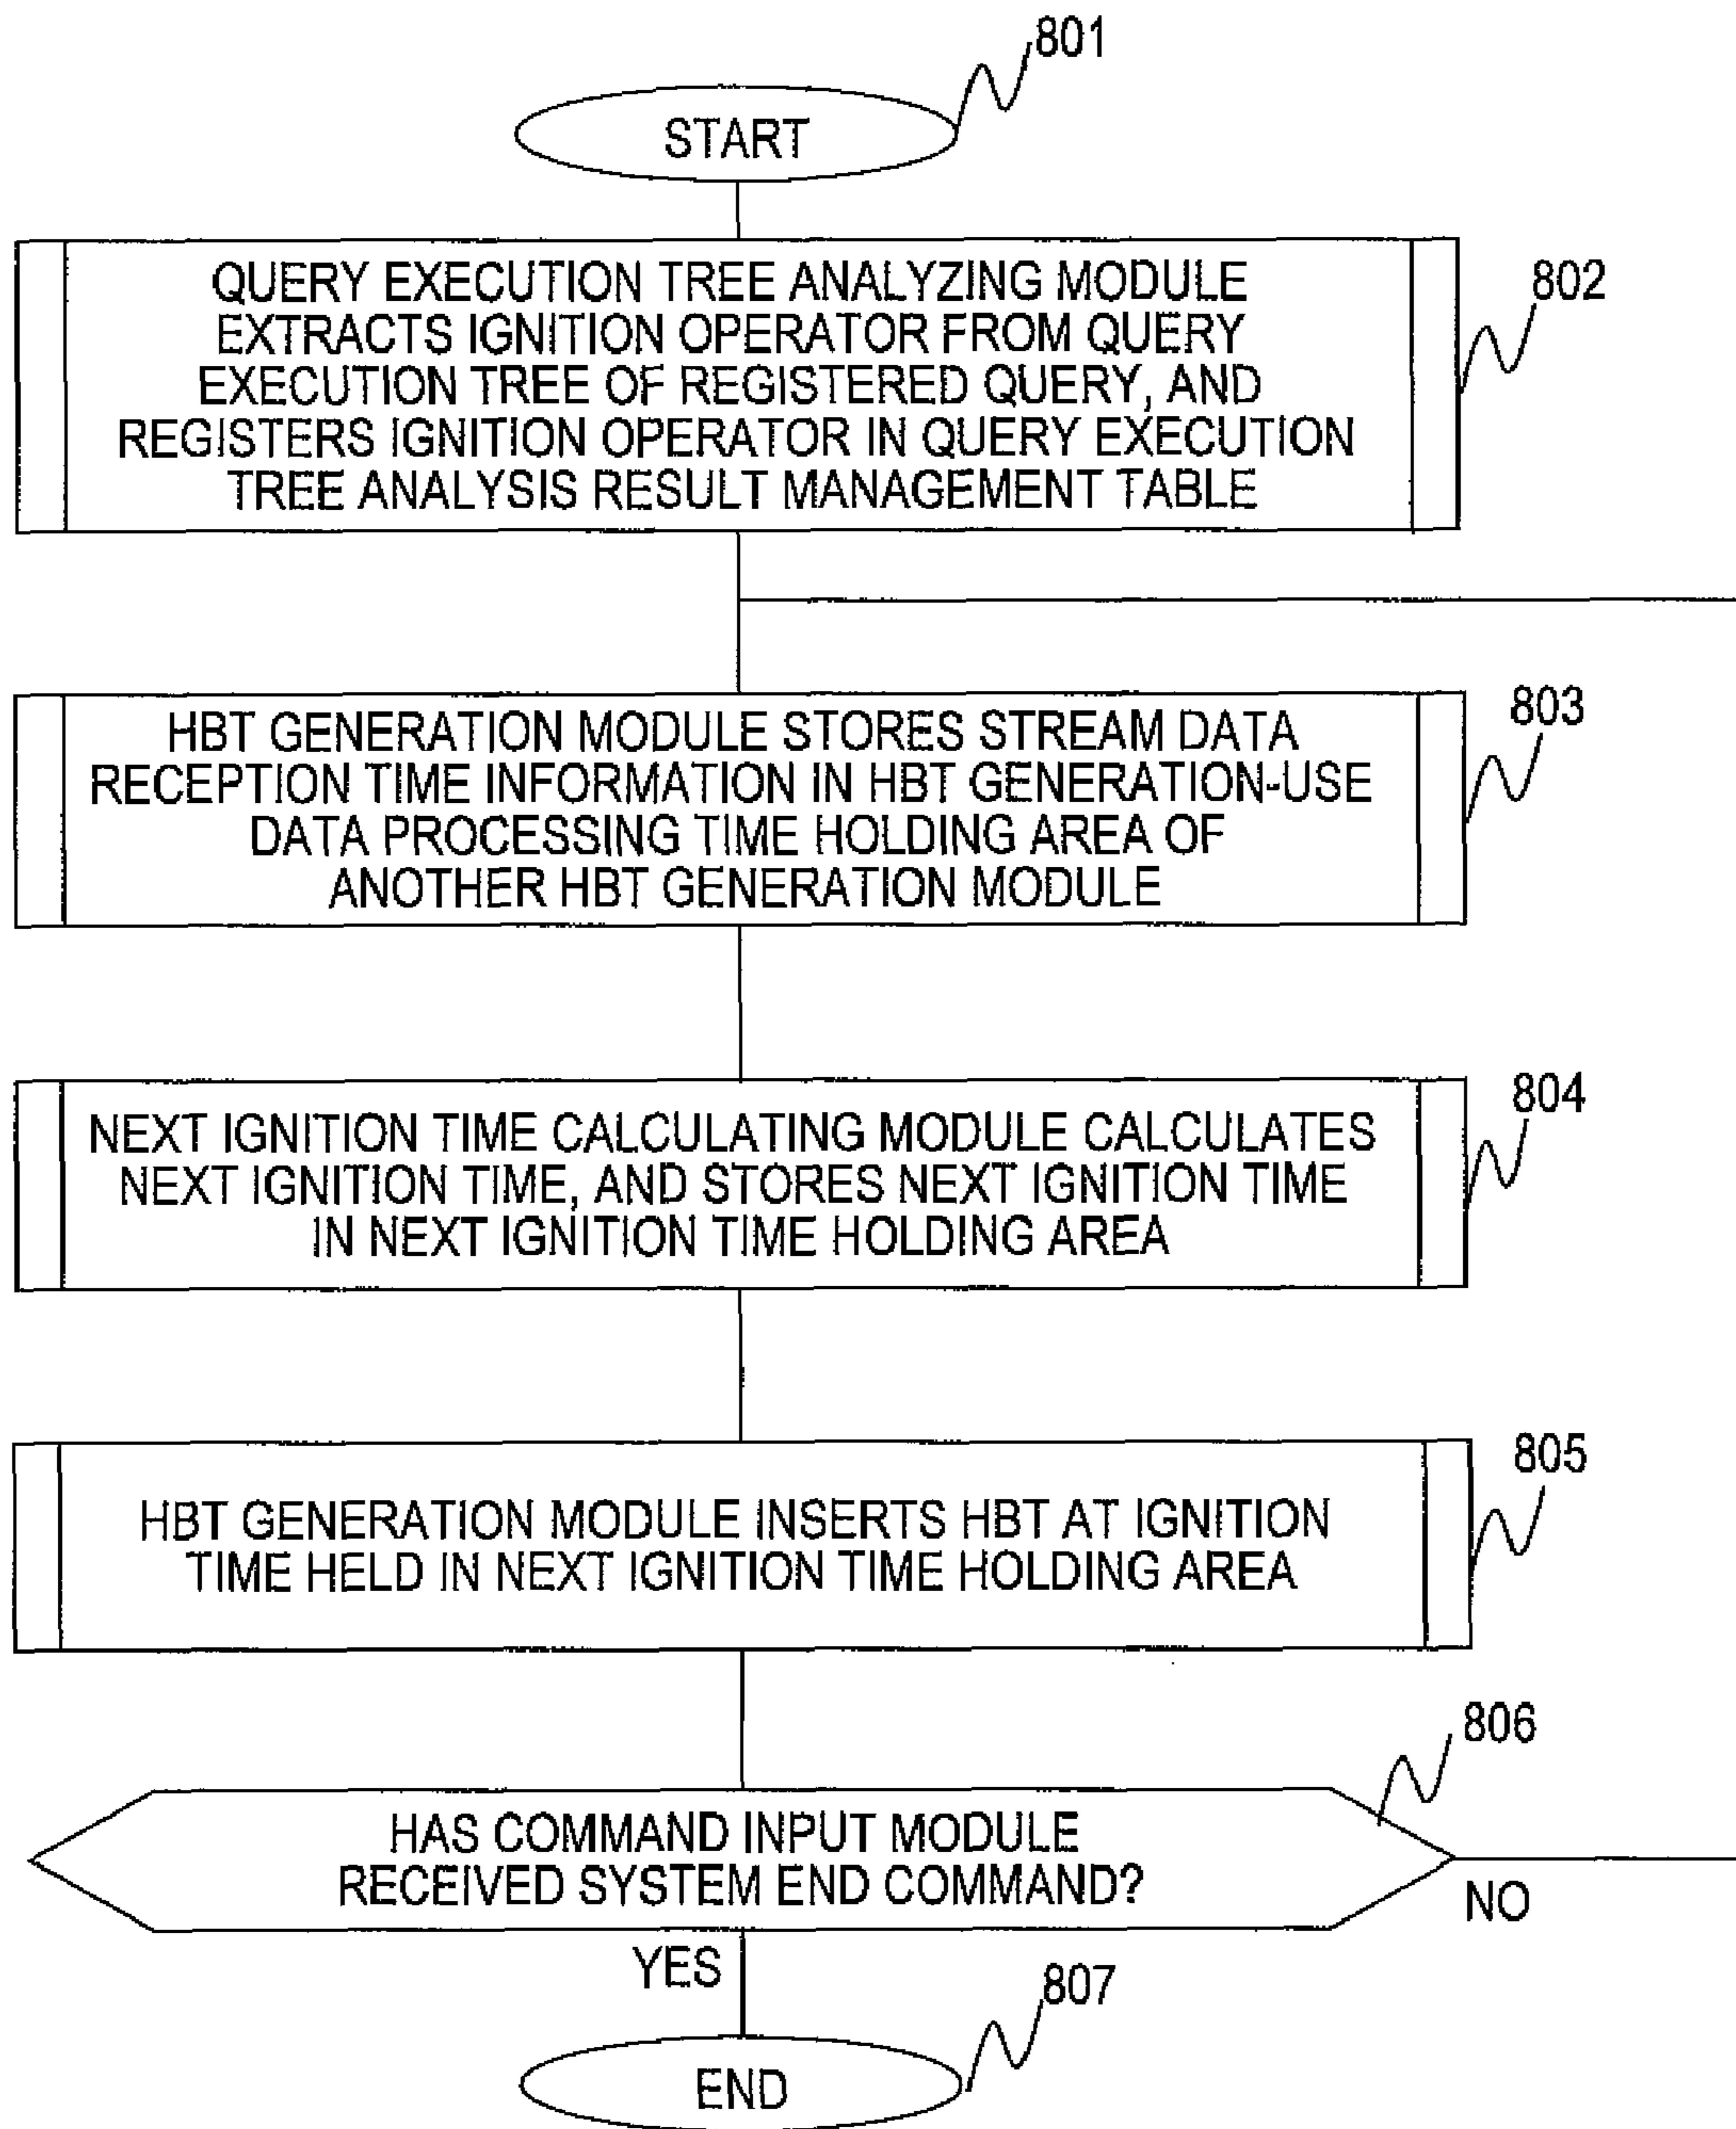 801
START
QUERY EXECUTION TREE ANALYZING MODULE
EXTRACTS IGNITION OPERATOR FROM QUERY
EXECUTION TREE OF REGISTERED QUERY, AND
REGISTERS IGNITION OPERATOR IN QUERY EXECUTION
TREE ANALYSIS RESULT MANAGEMENT TABLE
802
HBT GENERATION MODULE STORES STREAM DATA
RECEPTION TIME INFORMATION IN HBT GENERATION-USE
DATA PROCESSING TIME HOLDING AREA OF
ANOTHER HBT GENERATION MODULE
803
NEXT IGNITION TIME CALCULATING MODULE CALCULATES
NEXT IGNITION TIME, AND STORES NEXT IGNITION TIME
IN NEXT IGNITION TIME HOLDING AREA
804
HBT GENERATION MODULE INSERTS HBT AT IGNITION
TIME HELD IN NEXT IGNITION TIME HOLDING AREA
805
806
HAS COMMAND INPUT MODULE
RECEIVED SYSTEM END COMMAND?
NO
YES
807
END